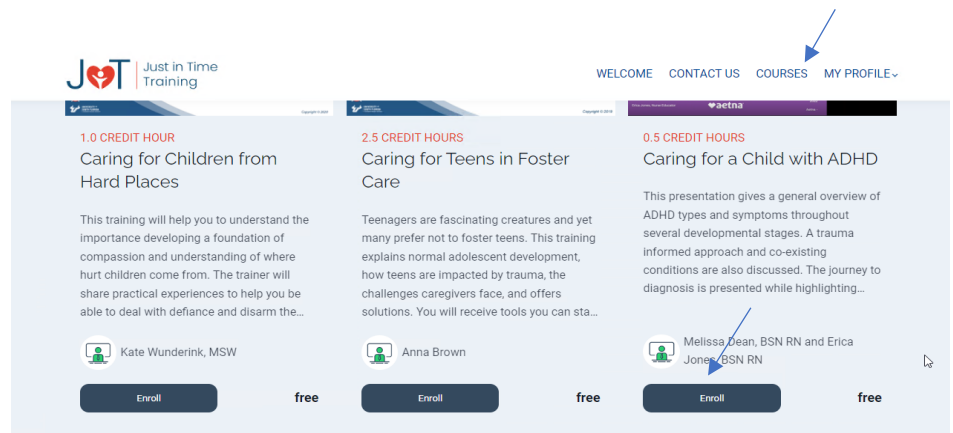 JOT
Just in Time
Training
WELCOME CONTACT US COURSES MY PROFILE
aetna
1.0 CREDIT HOUR
Caring for Children from
Hard Places
This training will help you to understand the
importance developing a foundation of
compassion and understanding of where
hurt children come from. The trainer will
share practical experiences to help you be
able to deal with defiance and disarm the...
Kate Wunderink, MSW
Enroll
free
2.5 CREDIT HOURS
Caring for Teens in Foster
Care
Teenagers are fascinating creatures and yet
many prefer not to foster teens. This training
explains normal adolescent development,
how teens are impacted by trauma, the
challenges caregivers face, and offers
solutions. You will receive tools you can sta...
Anna Brown
Enroll
free
0.5 CREDIT HOURS
Caring for a Child with ADHD
This presentation gives a general overview of
ADHD types and symptoms throughout
several developmental stages. A trauma
informed approach and co-existing
conditions are also discussed. The journey to
diagnosis is presented while highlighting...
Melissa Dean, BSN RN and Erica
Jones, BSN RN
Enroll
free